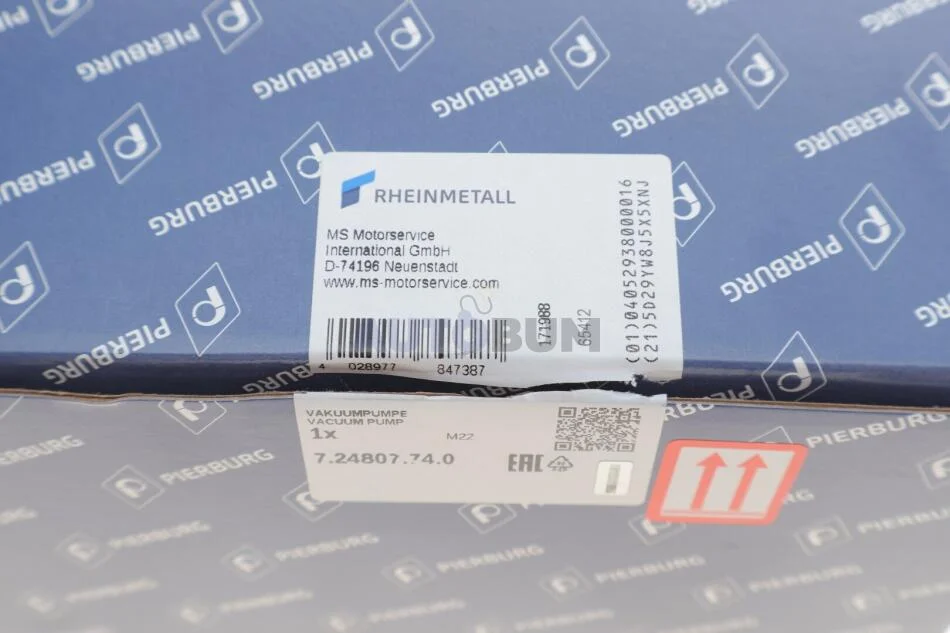 PIERBURG
RHEINMETALL
MS Motorservice
International GmbH
D-74196 Neuenstadt
www.ms-motorservice.com
4 028977 847387
171988
65412
(01)04052938000016
(21)5D29YW8J5X5XNJ
VAKUUMPUMPE
VACUUM PUMP
1x
M22
7.24807.74.0
EAC